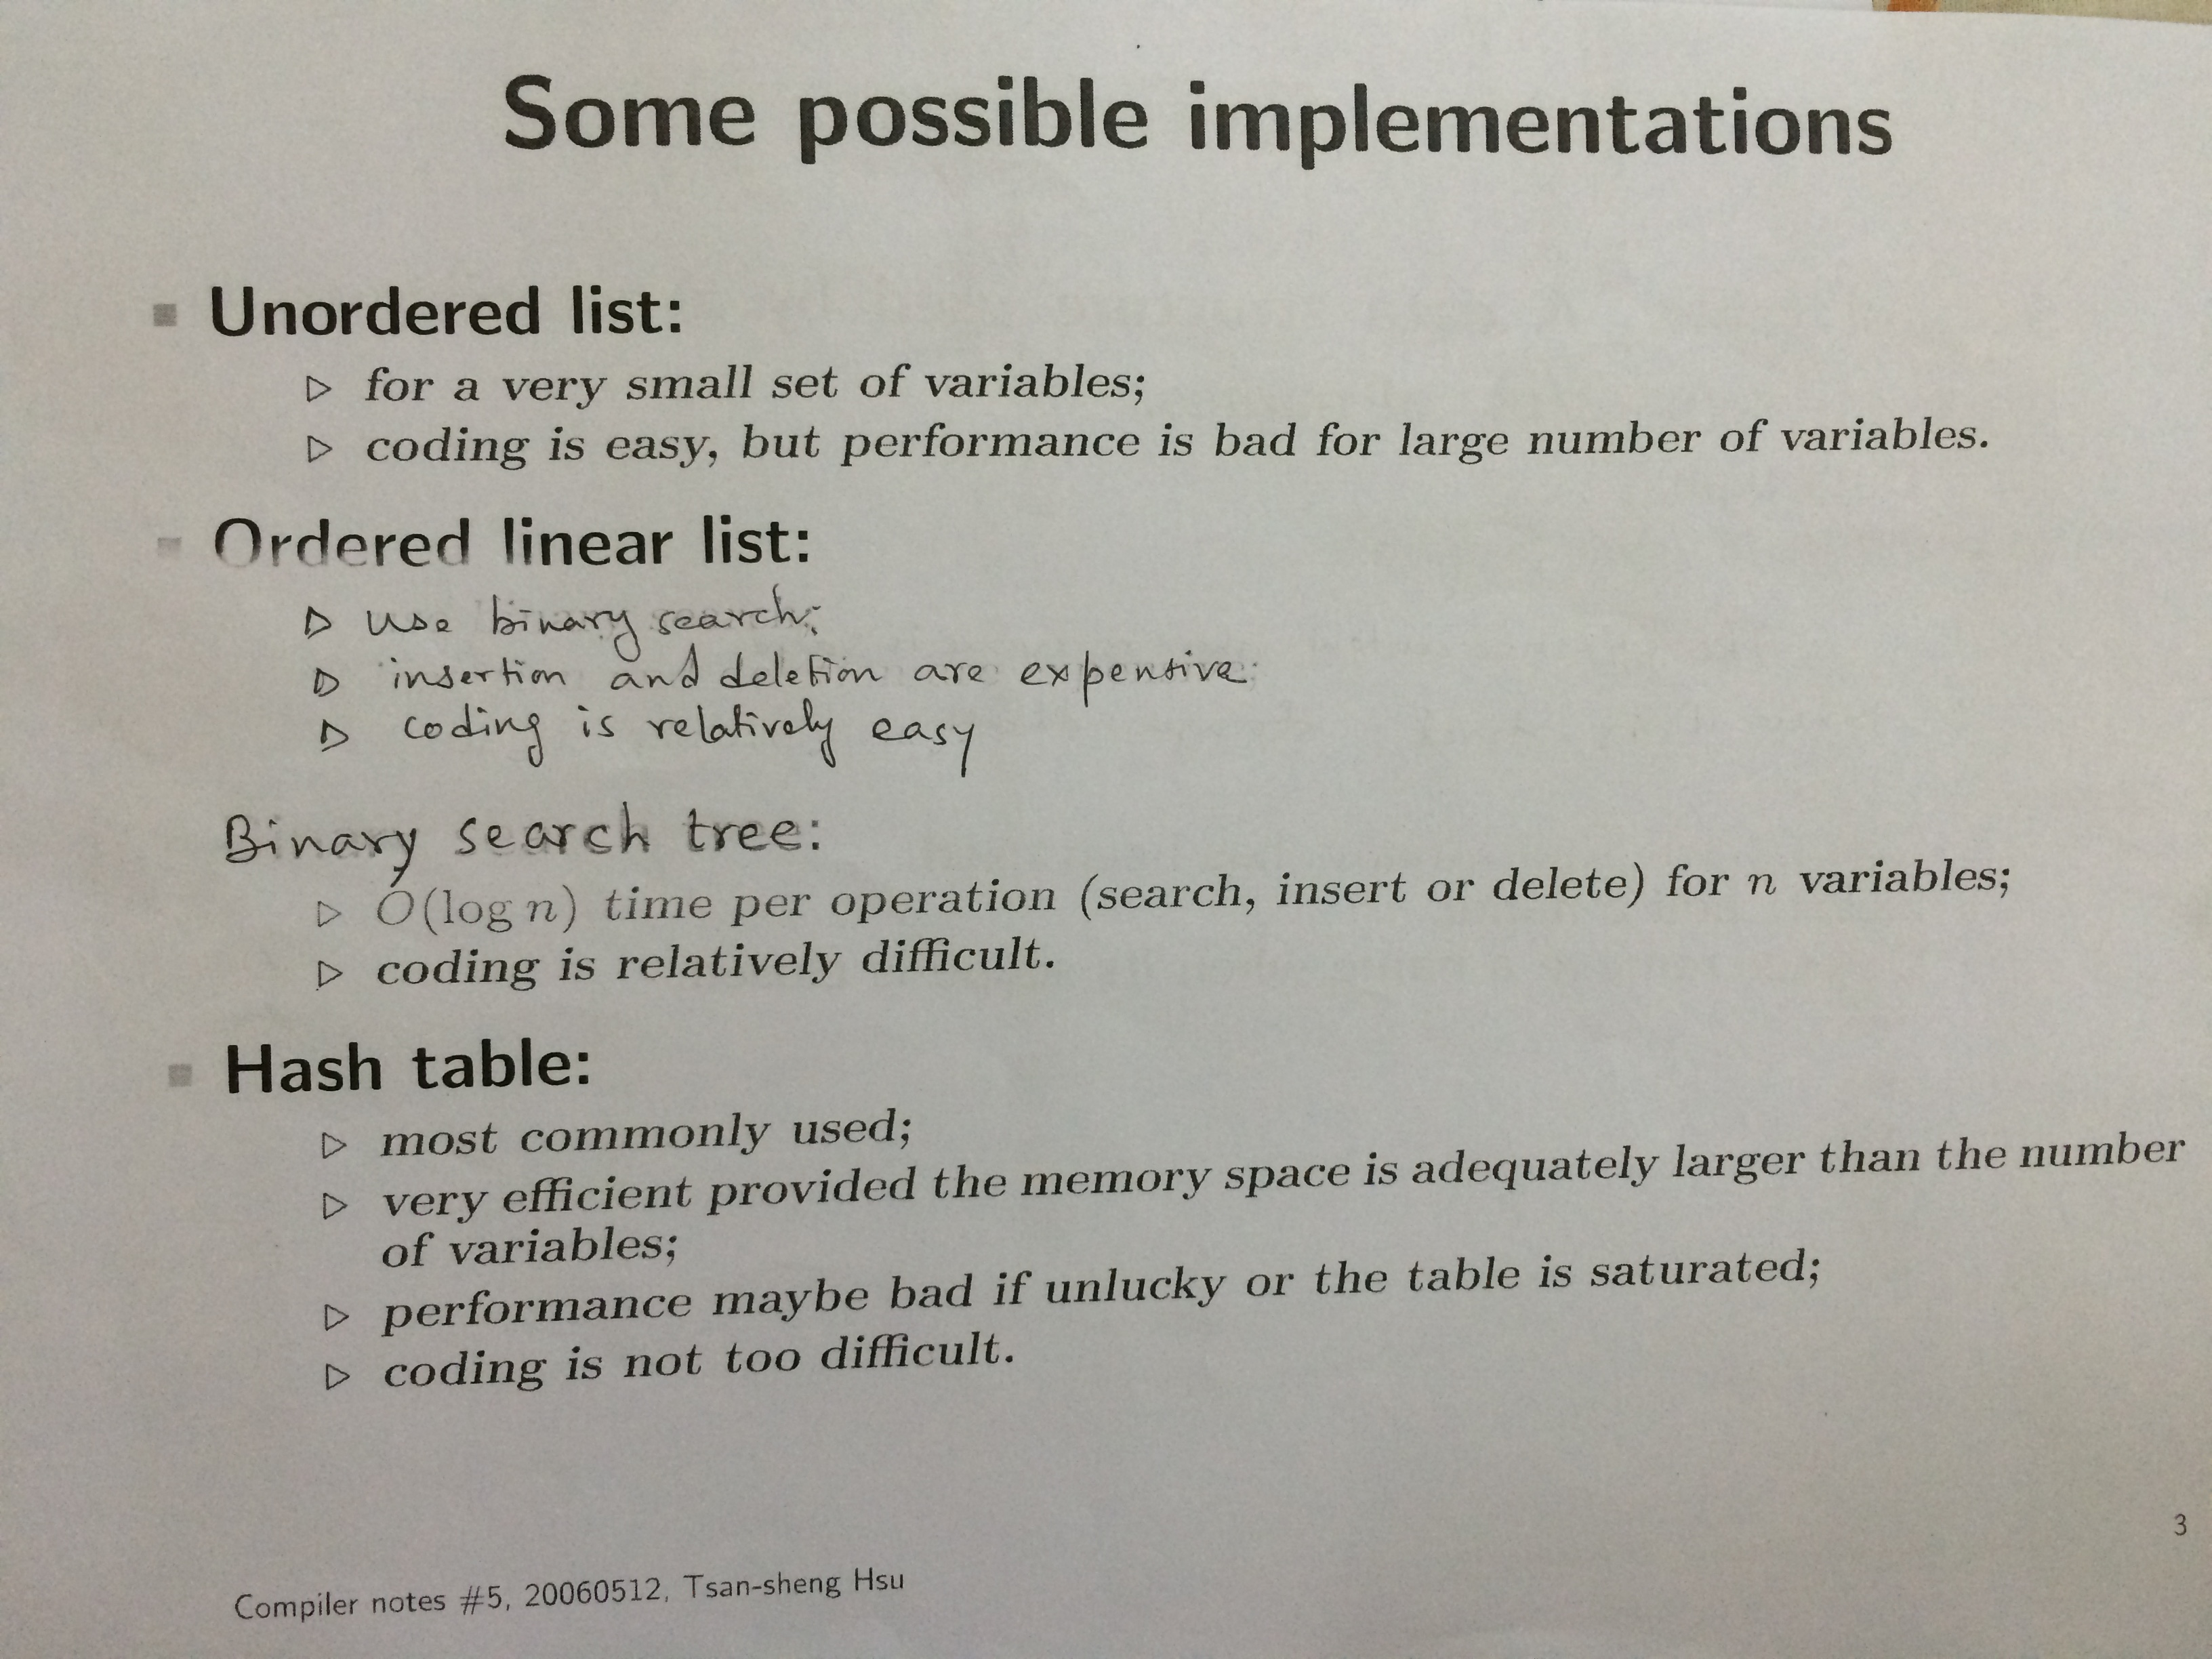 Some possible implementations
▪ Unordered list:
▷ for a very small set of variables;
▷ coding is easy, but performance is bad for large number of variables.
▪ Ordered linear list:
▷ use binary search;
▷ insertion and deletion are expensive;
▷ coding is relatively easy
Binary search tree:
▷ O(log n) time per operation (search, insert or delete) for n variables;
▷ coding is relatively difficult.
▪ Hash table:
▷ most commonly used;
▷ very efficient provided the memory space is adequately larger than the number
of variables;
▷ performance maybe bad if unlucky or the table is saturated;
▷ coding is not too difficult.
Compiler notes #5, 20060512, Tsan-sheng Hsu
3